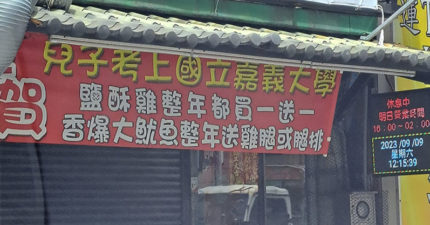 賀
兒子考上國立嘉義大學
鹽酥雞整年都買一送一
香爆大魷魚整年送雞腿或腿排
休息中
明日營業時間
16:00~02:00
2023/09/09
星期六
12:15:39